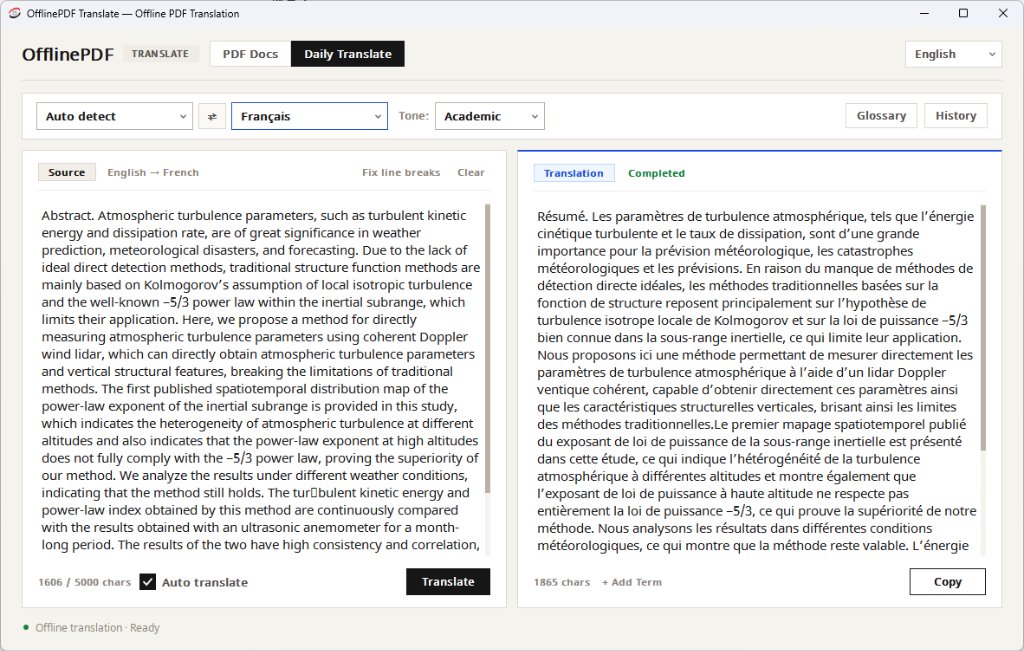 OfflinePDF Translate — Offline PDF Translation
OfflinePDF TRANSLATE PDF Docs Daily Translate English
Auto detect Français Tone: Academic Glossary History
Source English → French Fix line breaks Clear
Abstract. Atmospheric turbulence parameters, such as turbulent kinetic
energy and dissipation rate, are of great significance in weather
prediction, meteorological disasters, and forecasting. Due to the lack of
ideal direct detection methods, traditional structure function methods are
mainly based on Kolmogorov’s assumption of local isotropic turbulence
and the well-known −5/3 power law within the inertial subrange, which
limits their application. Here, we propose a method for directly
measuring atmospheric turbulence parameters using coherent Doppler
wind lidar, which can directly obtain atmospheric turbulence parameters
and vertical structural features, breaking the limitations of traditional
methods. The first published spatiotemporal distribution map of the
power-law exponent of the inertial subrange is provided in this study,
which indicates the heterogeneity of atmospheric turbulence at different
altitudes and also indicates that the power-law exponent at high altitudes
does not fully comply with the −5/3 power law, proving the superiority of
our method. We analyze the results under different weather conditions,
indicating that the method still holds. The tur▯bulent kinetic energy and
power-law index obtained by this method are continuously compared
with the results obtained with an ultrasonic anemometer for a month-
long period. The results of the two have high consistency and correlation,
1606 / 5000 chars Auto translate Translate
Translation Completed
Résumé. Les paramètres de turbulence atmosphérique, tels que l’énergie
cinétique turbulente et le taux de dissipation, sont d’une grande
importance pour la prévision météorologique, les catastrophes
météorologiques et les prévisions. En raison du manque de méthodes de
détection directe idéales, les méthodes traditionnelles basées sur la
fonction de structure reposent principalement sur l’hypothèse de
turbulence isotrope locale de Kolmogorov et sur la loi de puissance −5/3
bien connue dans la sous-range inertielle, ce qui limite leur application.
Nous proposons ici une méthode permettant de mesurer directement les
paramètres de turbulence atmosphérique à l’aide d’un lidar Doppler
ventique cohérent, capable d’obtenir directement ces paramètres ainsi
que les caractéristiques structurelles verticales, brisant ainsi les limites
des méthodes traditionnelles.Le premier mapage spatiotemporel publié
du exposant de loi de puissance de la sous-range inertielle est présenté
dans cette étude, ce qui indique l’hétérogénéité de la turbulence
atmosphérique à différentes altitudes et montre également que
l’exposant de loi de puissance à haute altitude ne respecte pas
entièrement la loi de puissance −5/3, ce qui prouve la supériorité de notre
méthode. Nous analysons les résultats dans différentes conditions
météorologiques, ce qui montre que la méthode reste valable. L’énergie
1865 chars + Add Term Copy
Offline translation · Ready